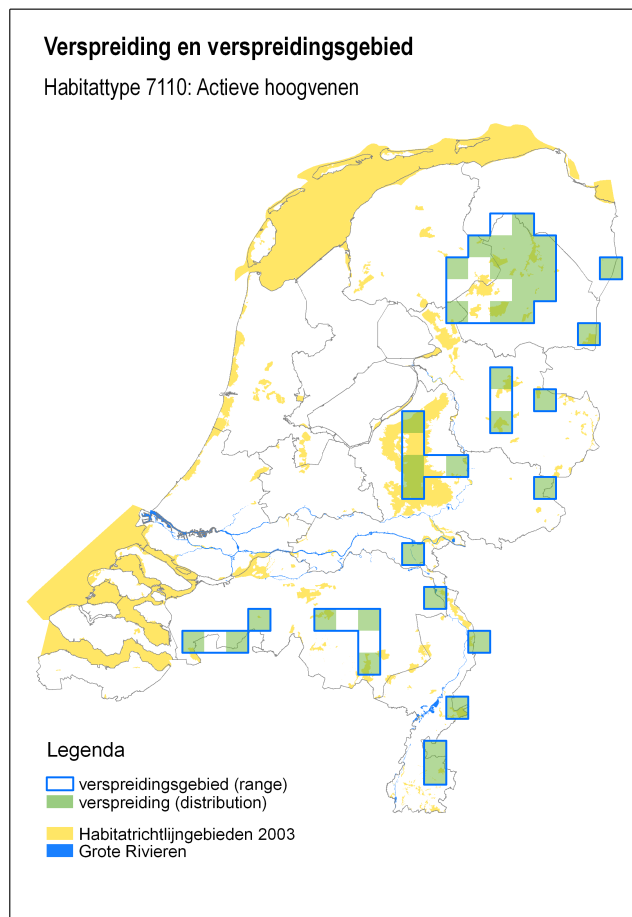 Verspreiding en verspreidingsgebied
Habitattype 7110: Actieve hoogvenen
Legenda
verspreidingsgebied (range)
verspreiding (distribution)
Habitatrichtlijngebieden 2003
Grote Rivieren